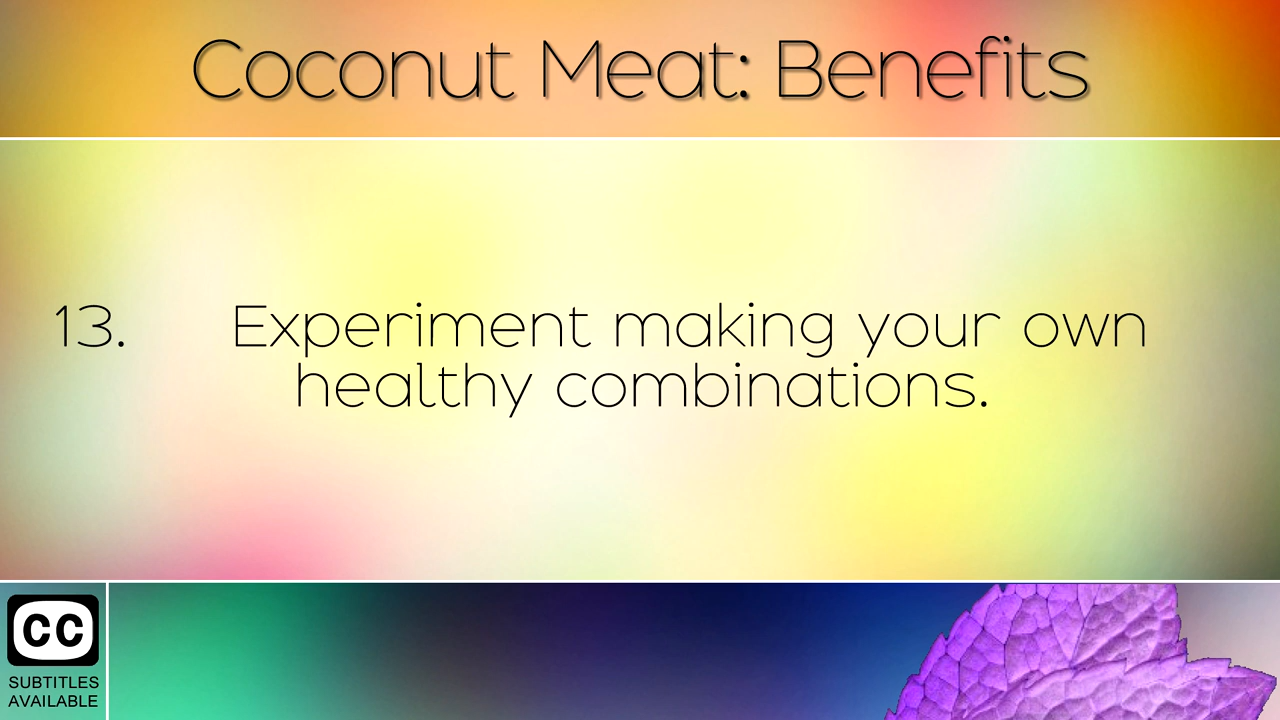 Coconut Meat: Benefits
13. Experiment making your own
healthy combinations.
CC
SUBTITLES
AVAILABLE